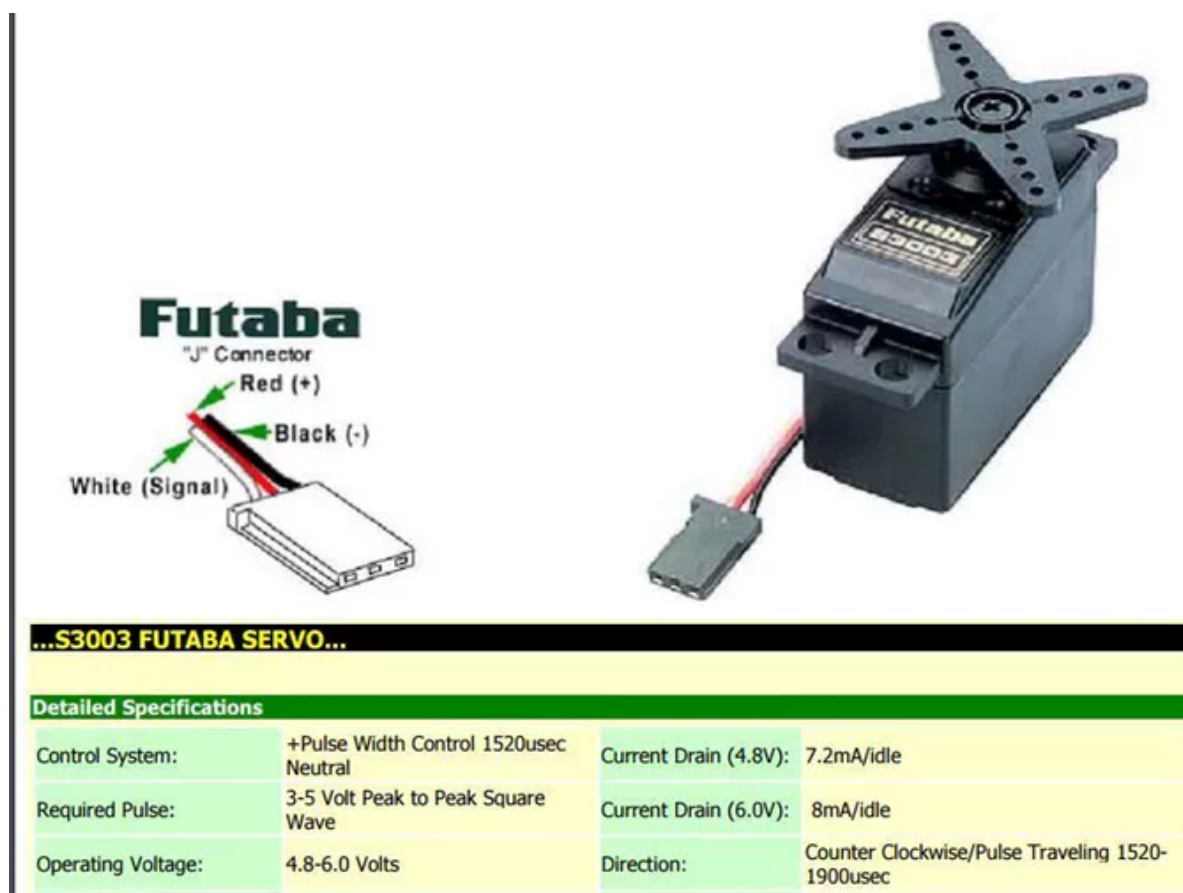 Futaba
S3003
Futaba
"J" Connector
Red (+)
Black (-)
White (Signal)
...S3003 FUTABA SERVO...
Detailed Specifications
Control System: +Pulse Width Control 1520usec Neutral Current Drain (4.8V): 7.2mA/idle
Required Pulse: 3-5 Volt Peak to Peak Square Wave Current Drain (6.0V): 8mA/idle
Operating Voltage: 4.8-6.0 Volts Direction: Counter Clockwise/Pulse Traveling 1520-1900usec